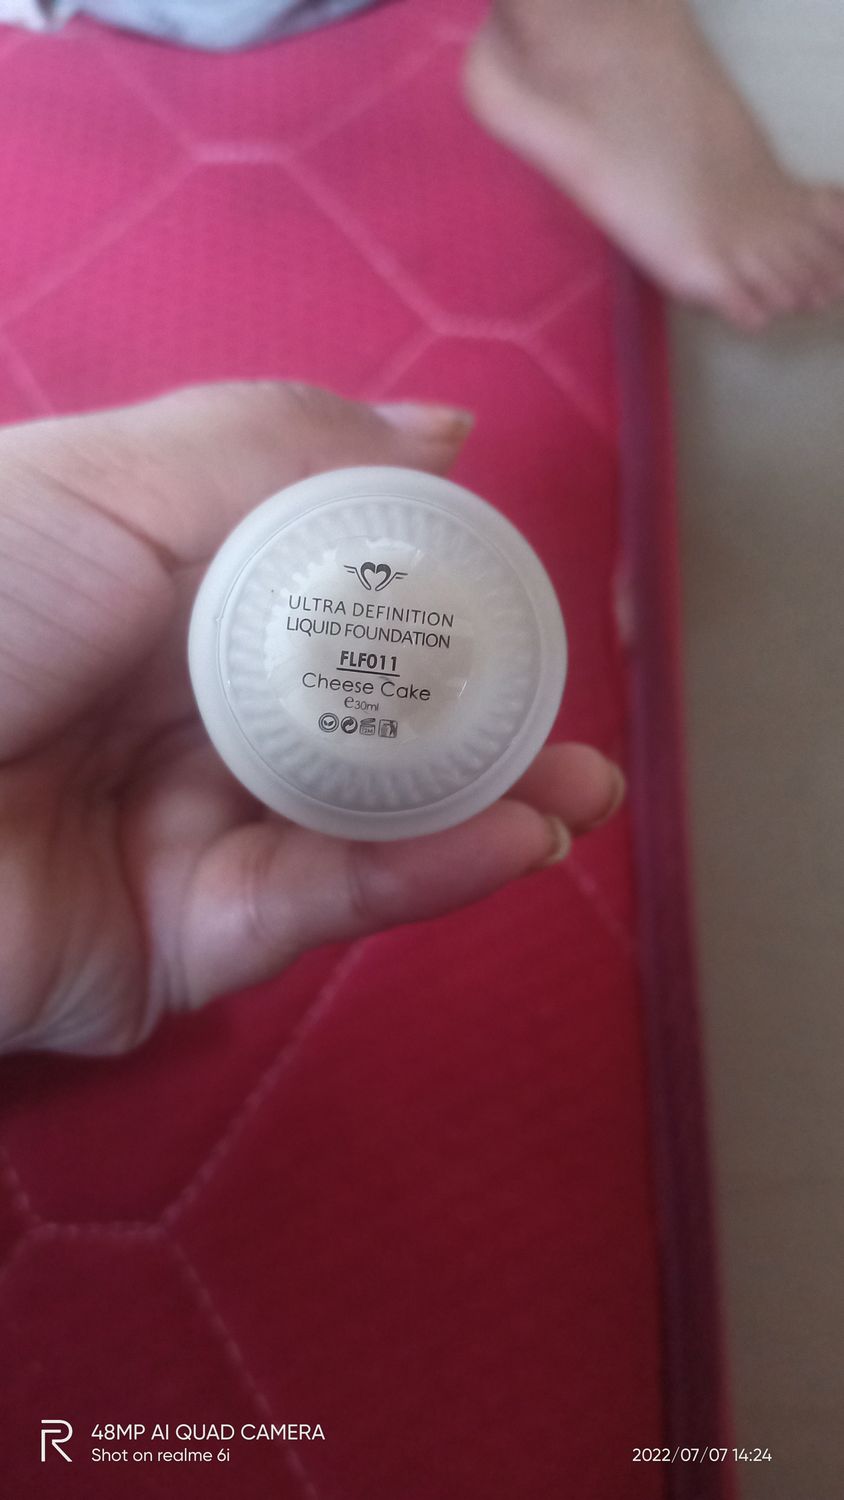 ULTRA DEFINITION
LIQUID FOUNDATION
FLF011
Cheese Cake
e30ml
48MP AI QUAD CAMERA
Shot on realme 6i
2022/07/07 14:24